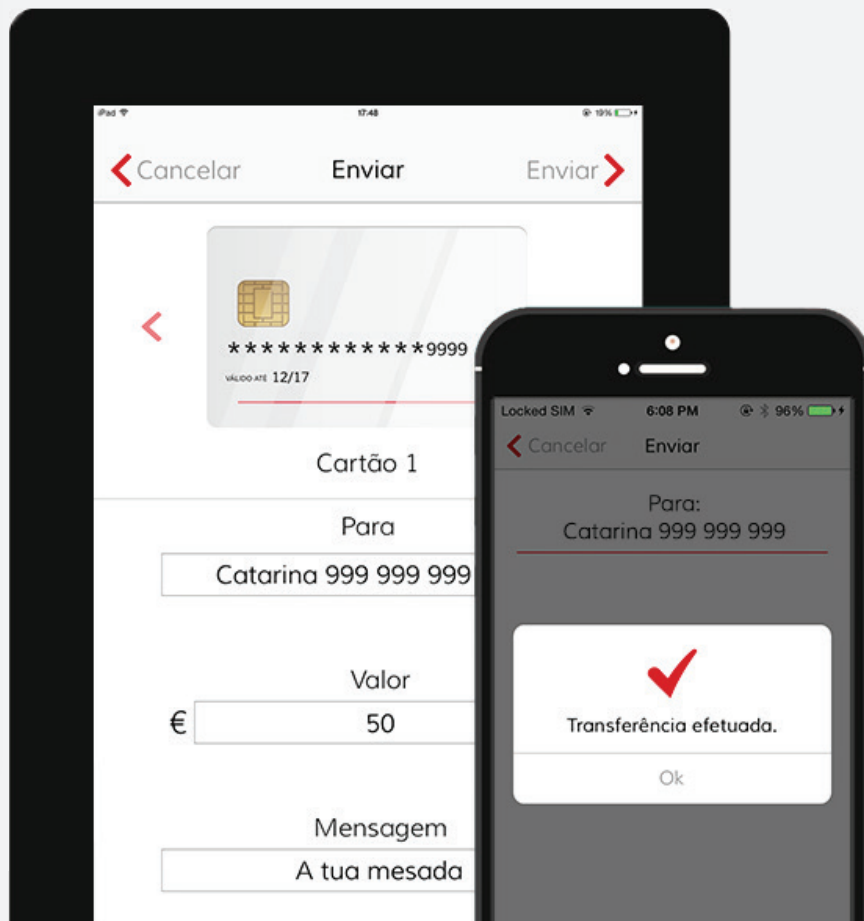 iPad 17:48 19%
Cancelar Enviar Enviar
************9999
VÁLIDO ATÉ 12/17
Cartão 1
Para
Catarina 999 999 999
Valor
€ 50
Mensagem
A tua mesada
Locked SIM 6:08 PM 96%
Cancelar Enviar
Para:
Catarina 999 999 999
Transferência efetuada.
Ok